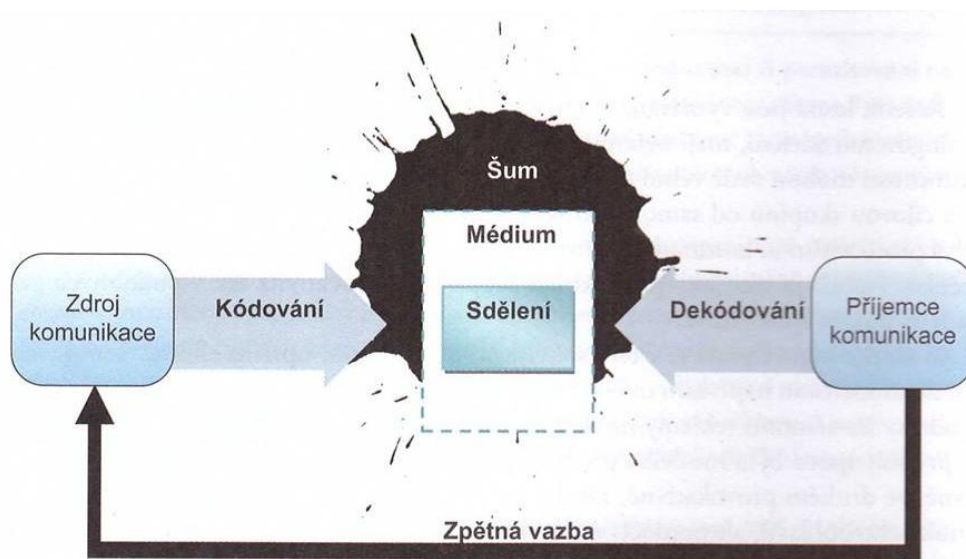 Šum
Médium
Zdroj
komunikace
Kódování
Sdělení
Dekódování
Příjemce
komunikace
Zpětná vazba